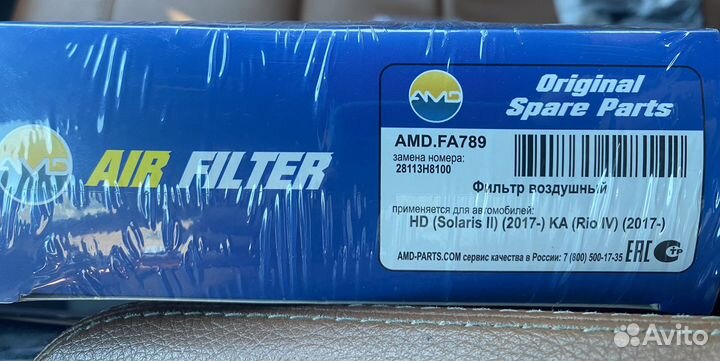 AMD
AIR FILTER
AMD
Original
Spare Parts
AMD.FA789
замена номера:
28113H8100
Фильтр воздушный
применяется для автомобилей:
HD (Solaris II) (2017-) KA (Rio IV) (2017-)
AMD-PARTS.COM сервис качества в России: 7 (800) 500-17-35
EAC
Avito